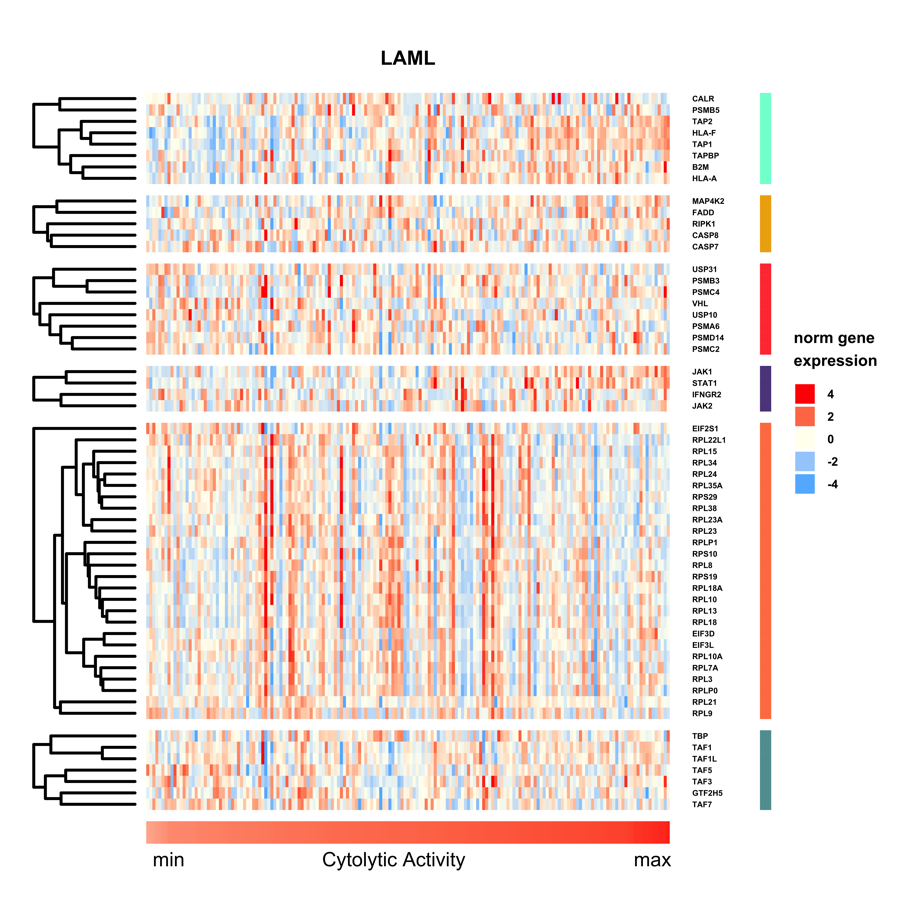 LAML
CALR
PSMB5
TAP2
HLA-F
TAP1
TAPBP
B2M
HLA-A
MAP4K2
FADD
RIPK1
CASP8
CASP7
USP31
PSMB3
PSMC4
VHL
USP10
PSMA6
PSMD14
PSMC2
JAK1
STAT1
IFNGR2
JAK2
EIF2S1
RPL22L1
RPL15
RPL34
RPL24
RPL35A
RPS29
RPL38
RPL23A
RPL23
RPLP1
RPS10
RPL8
RPS19
RPL18A
RPL10
RPL13
RPL18
EIF3D
EIF3L
RPL10A
RPL7A
RPL3
RPLP0
RPL21
RPL9
TBP
TAF1
TAF1L
TAF5
TAF3
GTF2H5
TAF7
norm gene
expression
4
2
0
-2
-4
min Cytolytic Activity max